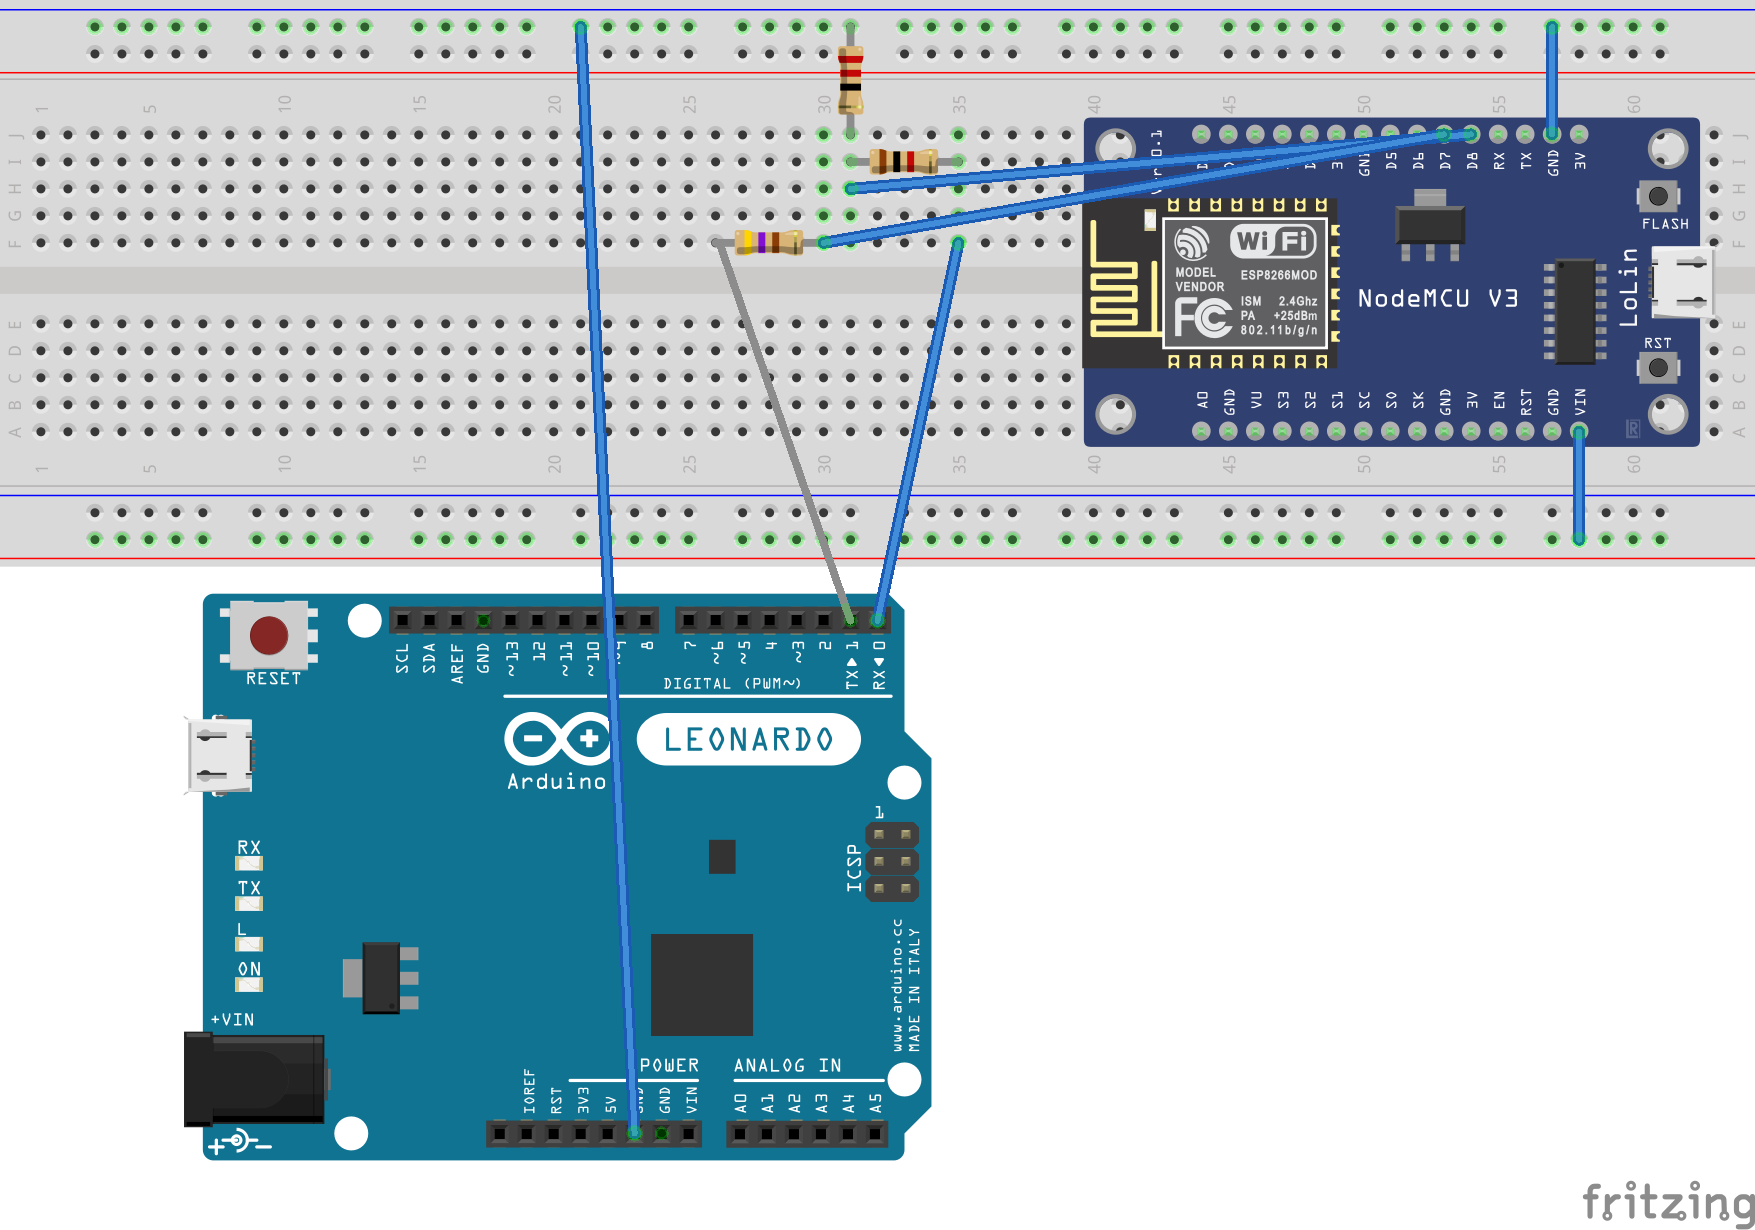 1 5 10 15 20 25 30 35 40 45 50 55 60
J J
I I
H H
G G
F F
E E
D D
C C
B B
A A
1 5 10 15 20 25 30 35 40 45 50 55 60
D5 D6 D7 D8 RX TX GND 3V
FLASH
WiFi
MODEL
VENDOR
ESP8266MOD
FC
ISM 2.4Ghz
PA +25dBm
802.11b/g/n
NodeMCU V3
LoLin
RST
A0 GND VU S3 S2 S1 SC S0 SK GND 3V EN RST GND VIN
R
RESET
SCL SDA AREF GND ~13 12 ~11 ~10 8 7 ~6 ~5 4 ~3 2 TX▶1 RX◀0
DIGITAL (PWM~)
LEONARDO
Arduino
1
ICSP
RX
TX
L
ON
www.arduino.cc
MADE IN ITALY
+VIN
POWER
ANALOG IN
IOREF RST 3V3 5V GND GND VIN A0 A1 A2 A3 A4 A5
+ -
fritzing